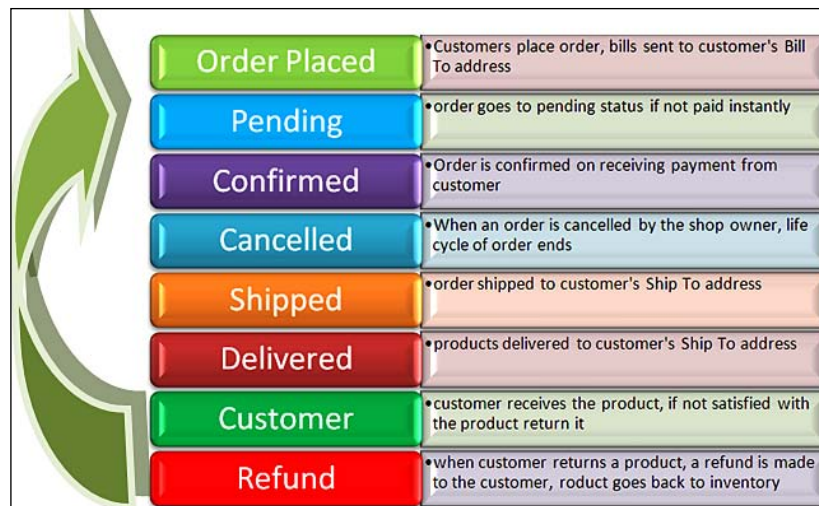 Order Placed
•Customers place order, bills sent to customer's Bill
To address
Pending
•order goes to pending status if not paid instantly
Confirmed
•Order is confirmed on receiving payment from
customer
Cancelled
•When an order is cancelled by the shop owner, life
cycle of order ends
Shipped
•order shipped to customer's Ship To address
Delivered
•products delivered to customer's Ship To address
Customer
•customer receives the product, if not satisfied with
the product return it
Refund
•when customer returns a product, a refund is made
to the customer, roduct goes back to inventory